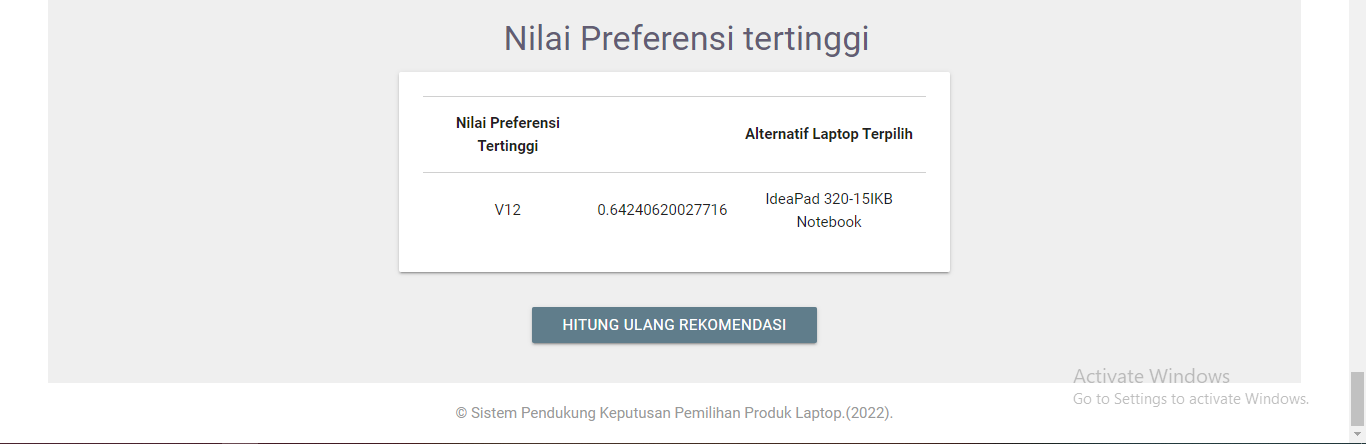 Nilai Preferensi tertinggi
Nilai Preferensi
Tertinggi
Alternatif Laptop Terpilih
V12
0.64240620027716
IdeaPad 320-15IKB
Notebook
HITUNG ULANG REKOMENDASI
Activate Windows
Go to Settings to activate Windows.
© Sistem Pendukung Keputusan Pemilihan Produk Laptop.(2022).